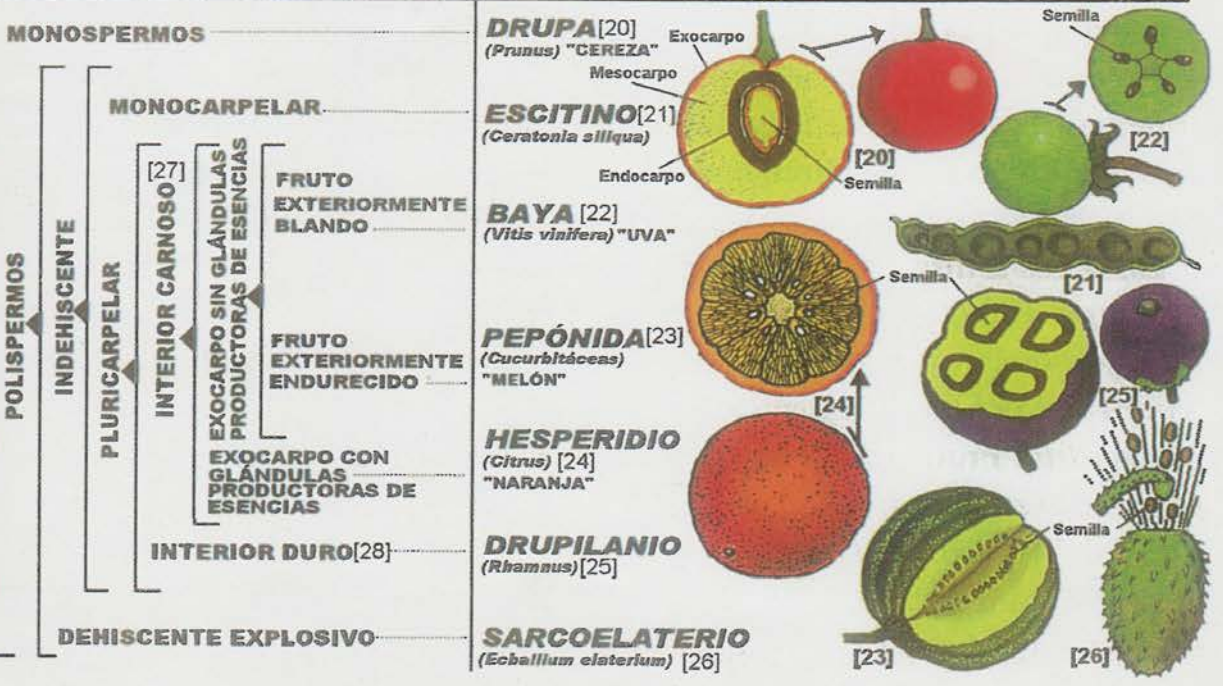 MONOSPERMOS
DRUPA [20]
(Prunus) "CEREZA"
POLISPERMOS
INDEHISCENTE
MONOCARPELAR
ESCITINO [21]
(Ceratonia siliqua)
PLURICARPELAR
INTERIOR CARNOSO [27]
EXOCARPO SIN GLÁNDULAS
PRODUCTORAS DE ESENCIAS
FRUTO
EXTERIORMENTE
BLANDO
BAYA [22]
(Vitis vinifera) "UVA"
FRUTO
EXTERIORMENTE
ENDURECIDO
PEPÓNIDA [23]
(Cucurbitáceas)
"MELÓN"
EXOCARPO CON
GLÁNDULAS
PRODUCTORAS DE
ESENCIAS
HESPERIDIO
(Citrus) [24]
"NARANJA"
INTERIOR DURO [28]
DRUPILANIO
(Rhamnus) [25]
DEHISCENTE EXPLOSIVO
SARCOELATERIO
(Ecballium elaterium) [26]
Exocarpo
Mesocarpo
Endocarpo
Semilla
[20]
Semilla
[22]
[21]
Semilla
[24]
[25]
Semilla
[23]
[26]